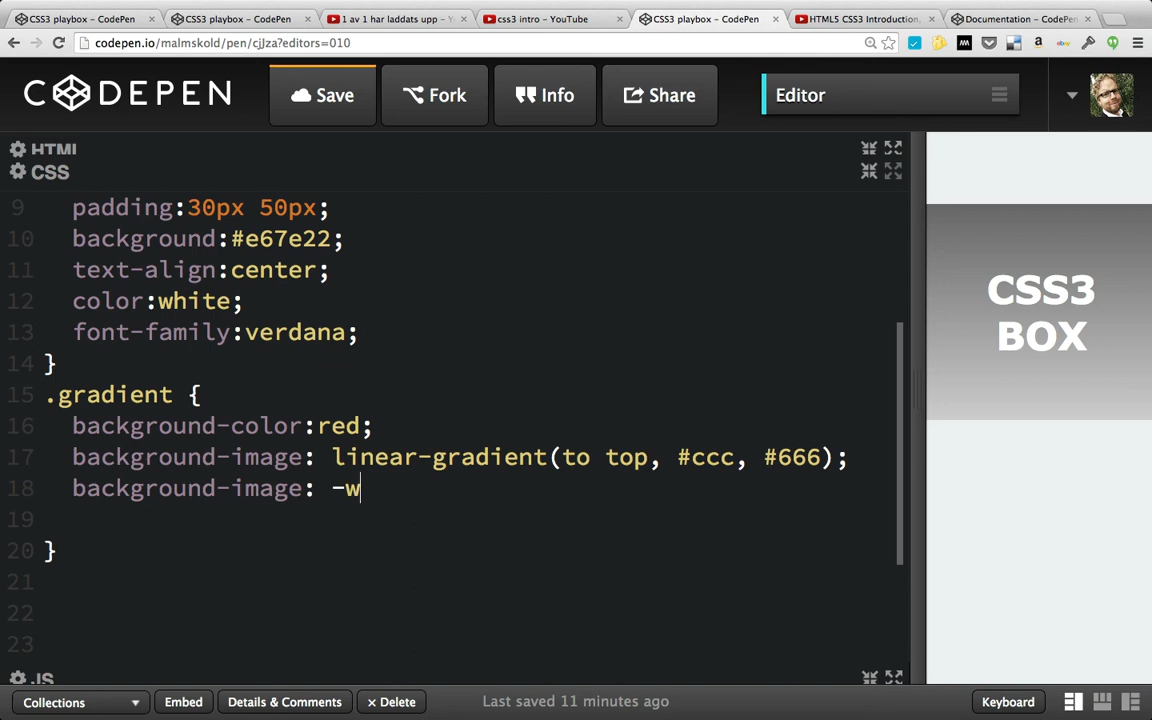 CSS3 playbox - CodePen
CSS3 playbox - CodePen
1 av 1 har laddats upp - Y
css3 intro - YouTube
CSS3 playbox - CodePen
HTML5 CSS3 Introduction,
Documentation - CodePen
codepen.io/malmskold/pen/cjJza?editors=010
CODEPEN
Save
Fork
Info
Share
Editor
HTML
CSS
9 padding:30px 50px;
10 background:#e67e22;
11 text-align:center;
12 color:white;
13 font-family:verdana;
14 }
15 .gradient {
16 background-color:red;
17 background-image: linear-gradient(to top, #ccc, #666);
18 background-image: -w
19
20 }
21
22
23
CSS3
BOX
JS
Collections
Embed
Details & Comments
× Delete
Last saved 11 minutes ago
Keyboard